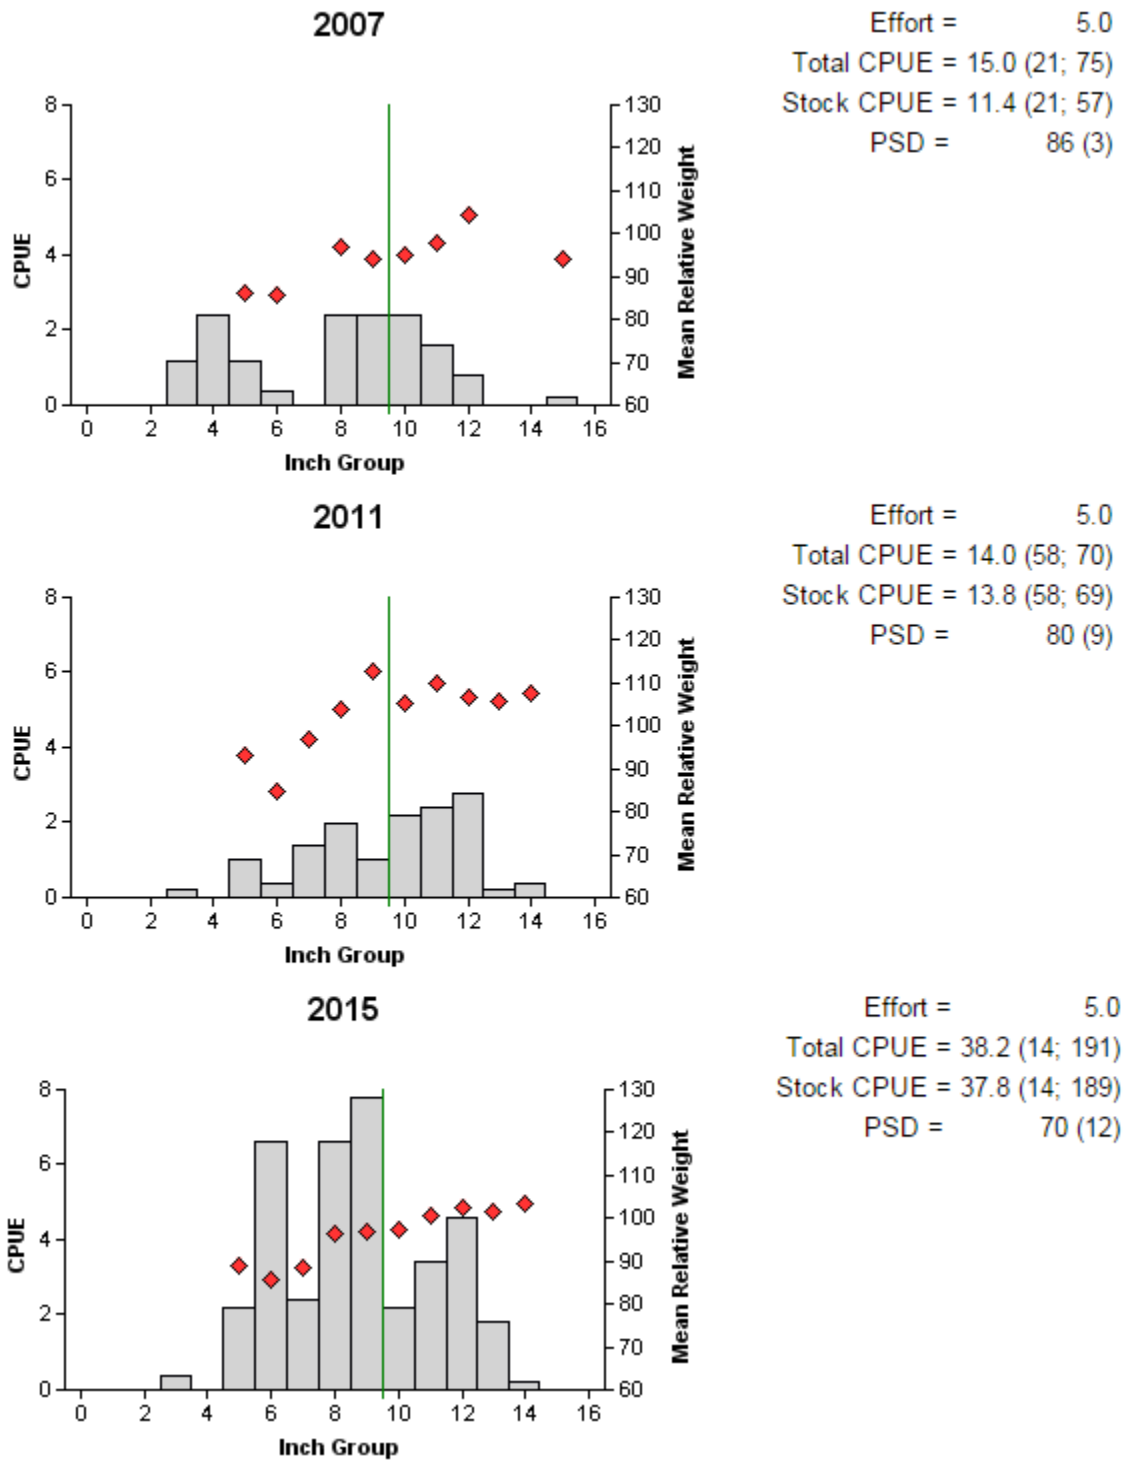 2007
Effort = 5.0
Total CPUE = 15.0 (21; 75)
Stock CPUE = 11.4 (21; 57)
PSD = 86 (3)
8 6 4 2 0
CPUE
130 120 110 100 90 80 70 60
Mean Relative Weight
0 2 4 6 8 10 12 14 16
Inch Group
2011
Effort = 5.0
Total CPUE = 14.0 (58; 70)
Stock CPUE = 13.8 (58; 69)
PSD = 80 (9)
8 6 4 2 0
CPUE
130 120 110 100 90 80 70 60
Mean Relative Weight
0 2 4 6 8 10 12 14 16
Inch Group
2015
Effort = 5.0
Total CPUE = 38.2 (14; 191)
Stock CPUE = 37.8 (14; 189)
PSD = 70 (12)
8 6 4 2 0
CPUE
130 120 110 100 90 80 70 60
Mean Relative Weight
0 2 4 6 8 10 12 14 16
Inch Group